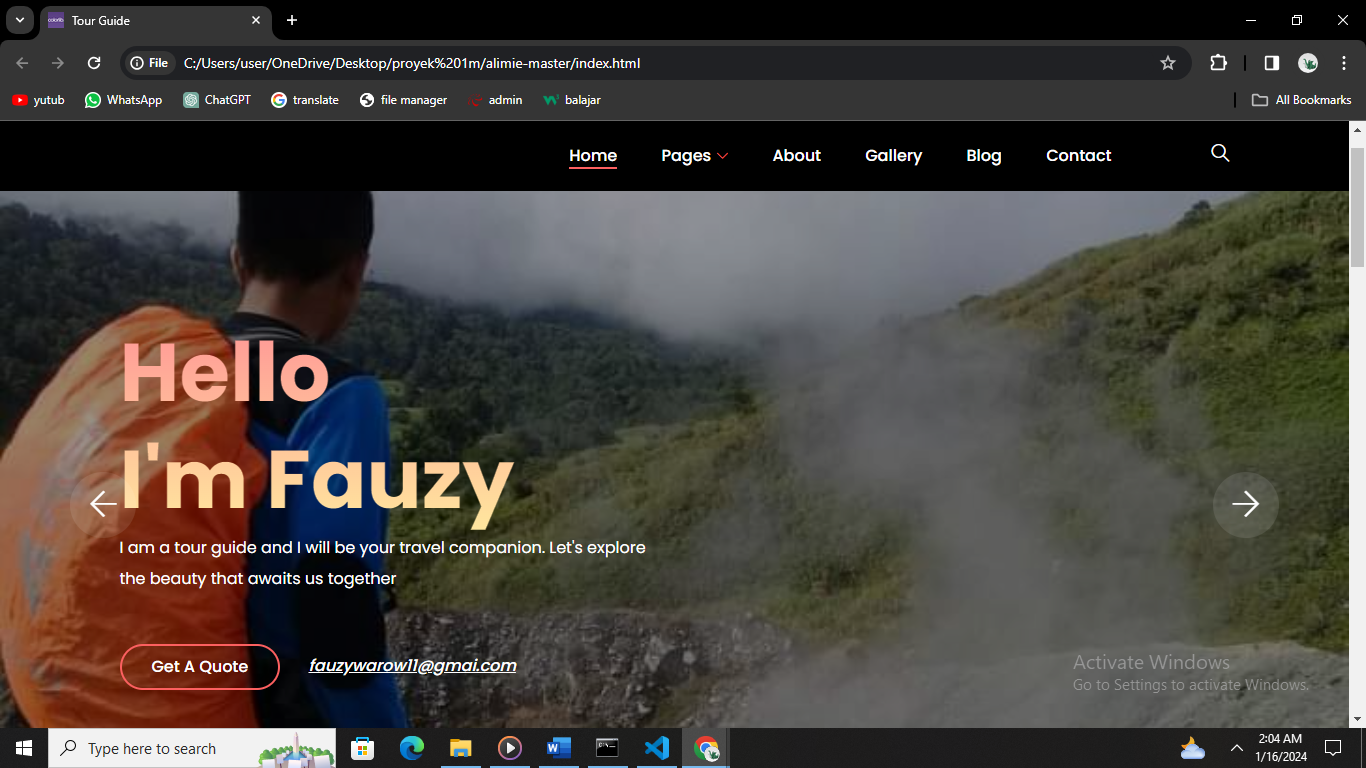 Tour Guide
File
C:/Users/user/OneDrive/Desktop/proyek%201m/alimie-master/index.html
yutub
WhatsApp
ChatGPT
translate
file manager
admin
balajar
All Bookmarks
Home
Pages
About
Gallery
Blog
Contact
Hello
I'm Fauzy
I am a tour guide and I will be your travel companion. Let's explore
the beauty that awaits us together
Get A Quote
fauzywarow11@gmai.com
Activate Windows
Go to Settings to activate Windows.
Type here to search
2:04 AM
1/16/2024